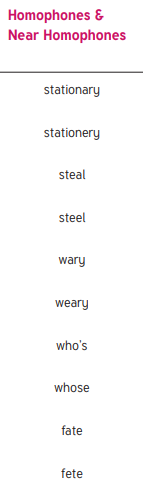 Homophones &
Near Homophones
stationary
stationery
steal
steel
wary
weary
who's
whose
fate
fete